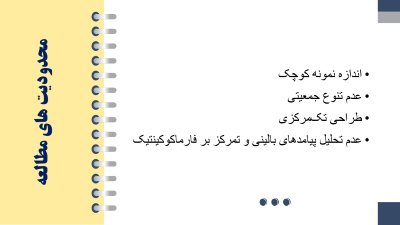 محدودیت های مطالعه
• اندازه نمونه کوچک
• عدم تنوع جمعیتی
• طراحی تک‌مرکزی
• عدم تحلیل پیامدهای بالینی و تمرکز بر فارماکوکینتیک